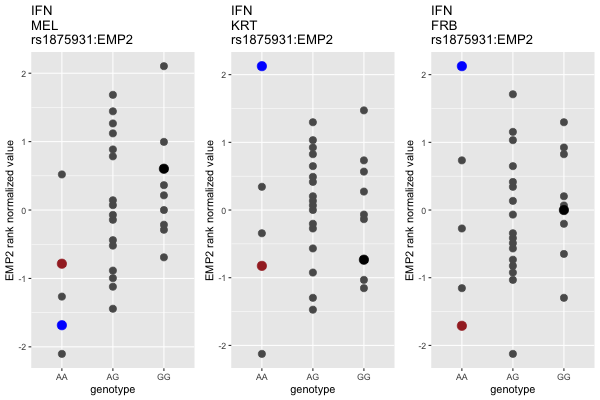 IFN
MEL
rs1875931:EMP2
EMP2 rank normalized value
2
1
0
-1
-2
AA AG GG
genotype
IFN
KRT
rs1875931:EMP2
EMP2 rank normalized value
2
1
0
-1
-2
AA AG GG
genotype
IFN
FRB
rs1875931:EMP2
EMP2 rank normalized value
2
1
0
-1
-2
AA AG GG
genotype